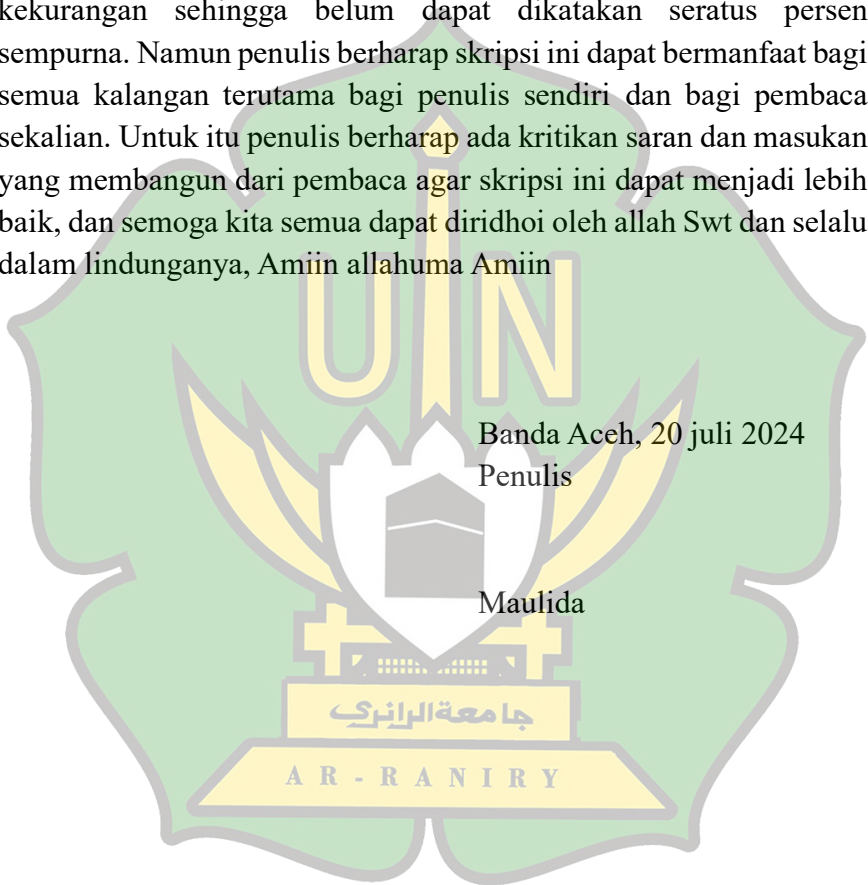 kekurangan sehingga belum dapat dikatakan seratus persen
sempurna. Namun penulis berharap skripsi ini dapat bermanfaat bagi
semua kalangan terutama bagi penulis sendiri dan bagi pembaca
sekalian. Untuk itu penulis berharap ada kritikan saran dan masukan
yang membangun dari pembaca agar skripsi ini dapat menjadi lebih
baik, dan semoga kita semua dapat diridhoi oleh allah Swt dan selalu
dalam lindunganya, Amiin allahuma Amiin
UIN
Banda Aceh, 20 juli 2024
Penulis
Maulida
جامعة الرانري
AR-RANIRY